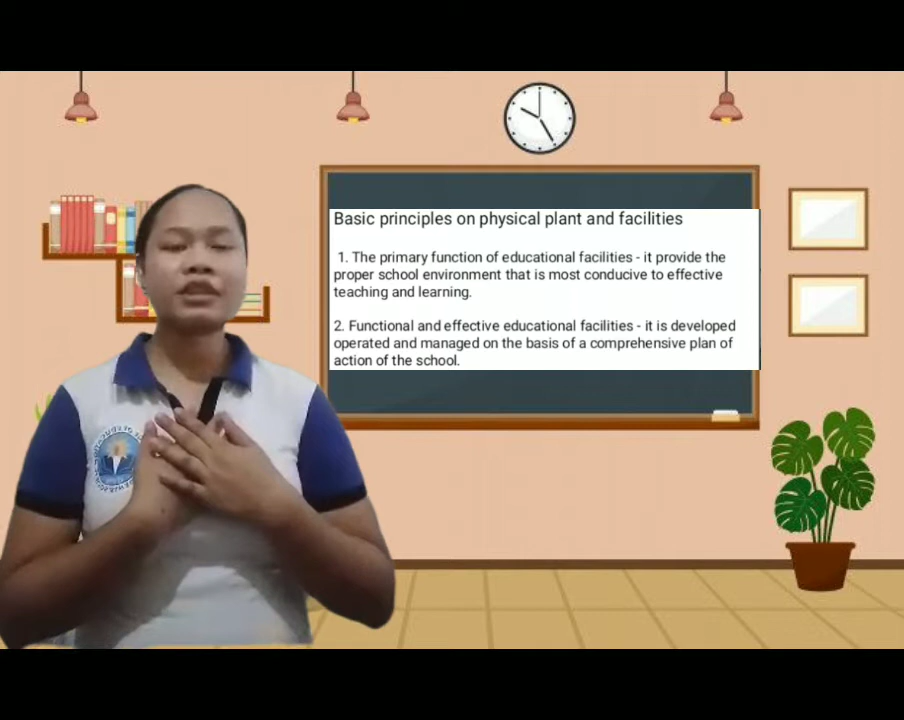 Basic principles on physical plant and facilities
1. The primary function of educational facilities - it provide the
proper school environment that is most conducive to effective
teaching and learning.
2. Functional and effective educational facilities - it is developed
operated and managed on the basis of a comprehensive plan of
action of the school.